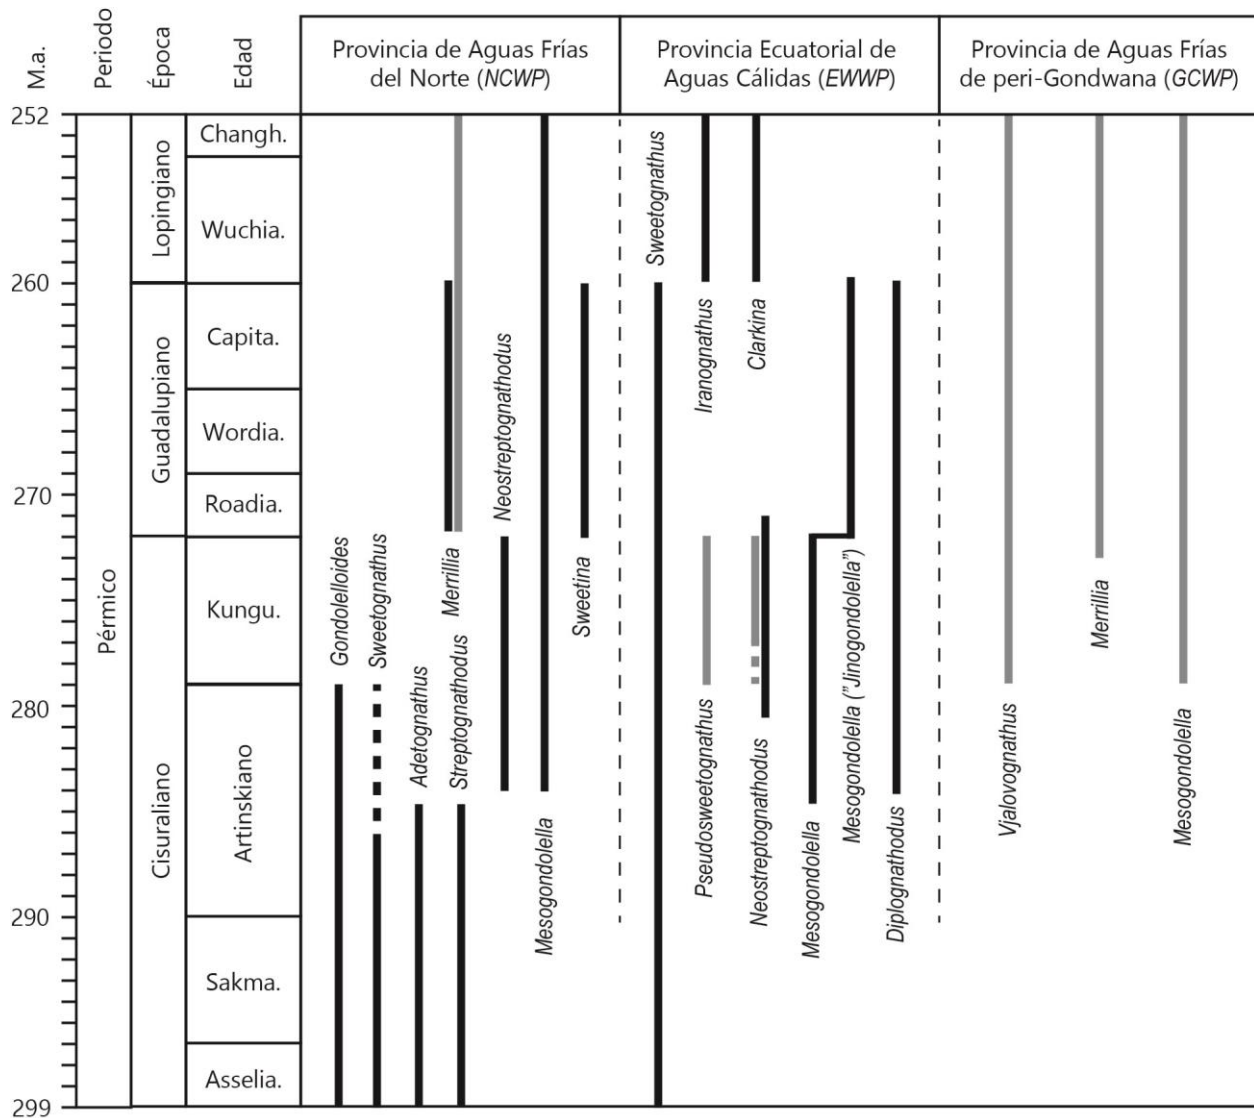 M.a.
Periodo
Época
Edad
Provincia de Aguas Frías
del Norte (NCWP)
Provincia Ecuatorial de
Aguas Cálidas (EWWP)
Provincia de Aguas Frías
de peri-Gondwana (GCWP)
252
260
270
280
290
299
Pérmico
Lopingiano
Guadalupiano
Cisuraliano
Changh.
Wuchia.
Capita.
Wordia.
Roadia.
Kungu.
Artinskiano
Sakma.
Asselia.
Gondolelloides
Sweetognathus
Adetognathus
Merrillia
Streptognathodus
Neostreptognathodus
Mesogondolella
Sweetina
Sweetognathus
Iranognathus
Pseudosweetognathus
Clarkina
Neostreptognathodus
Mesogondolella
Mesogondolella ("Jinogondolella")
Diplognathodus
Vjalovognathus
Merrillia
Mesogondolella